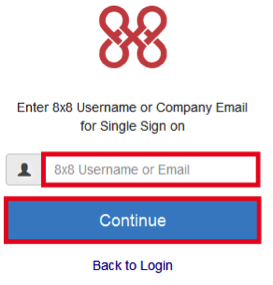 Enter 8x8 Username or Company Email
for Single Sign on
8x8 Username or Email
Continue
Back to Login